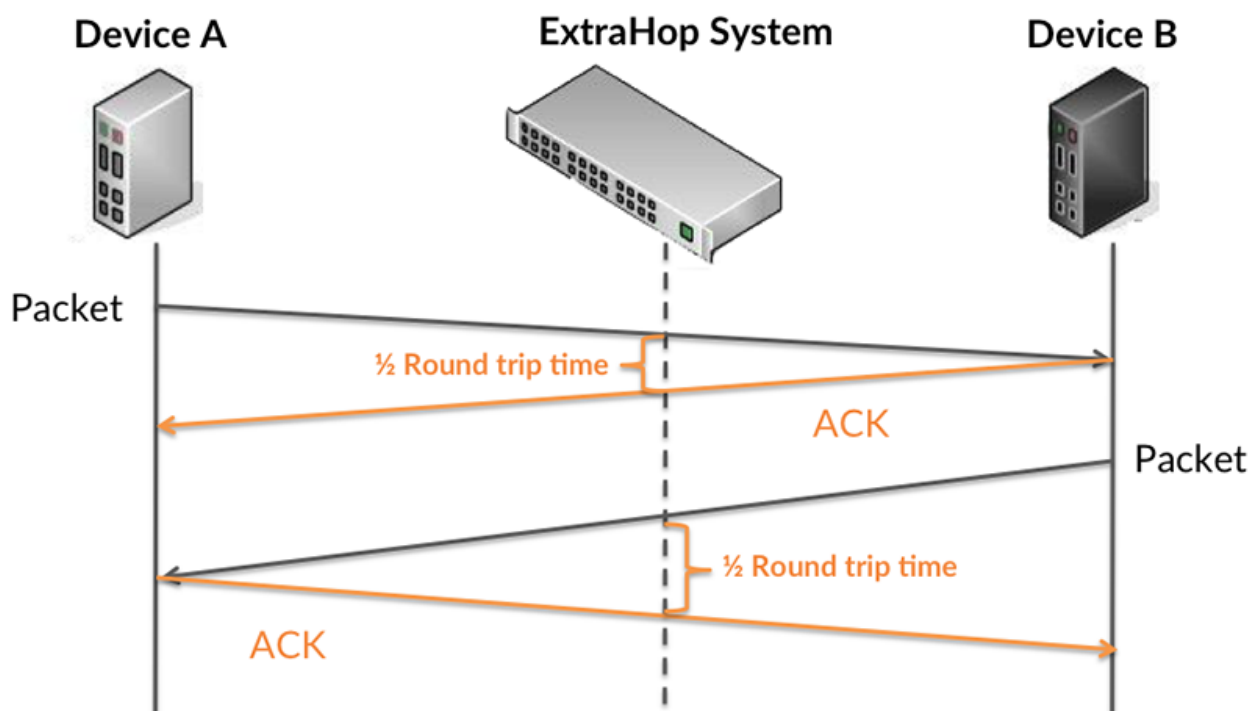 Device A
ExtraHop System
Device B
Packet
½ Round trip time
ACK
Packet
½ Round trip time
ACK